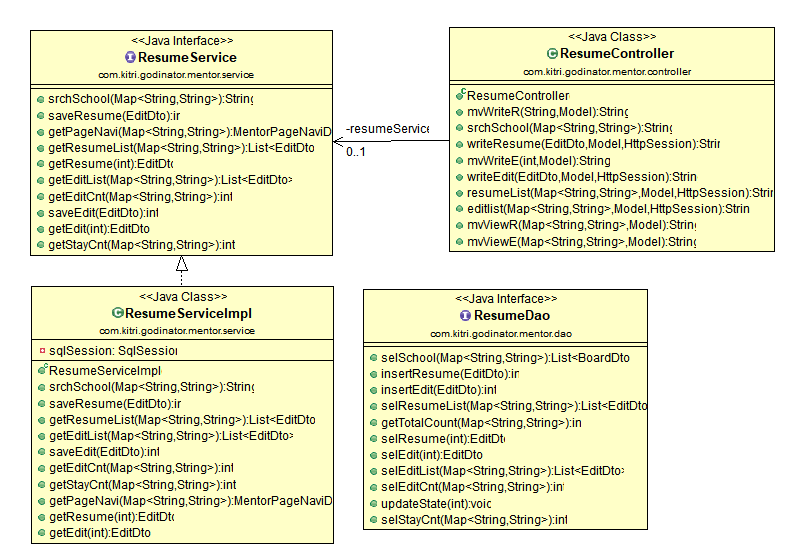 <<Java Interface>>
ResumeService
com.kitri.godinator.mentor.service
srchSchool(Map<String,String>):String
saveResume(EditDto):ir
getPageNavi(Map<String,String>):MentorPageNaviD
getResumeList(Map<String,String>):List<EditDto
getResume(int):EditDto
getEditList(Map<String,String>):List<EditDto>
getEditCnt(Map<String,String>):int
saveEdit(EditDto):int
getEdit(int):EditDto
getStayCnt(Map<String,String>):int
-resumeService
0..1
<<Java Class>>
ResumeController
com.kitri.godinator.mentor.controller
ResumeController
mvWriteR(String,Model):String
srchSchool(Map<String,String>):String
writeResume(EditDto,Model,HttpSession):Strin
mvWriteE(int,Model):String
writeEdit(EditDto,Model,HttpSession):String
resumeList(Map<String,String>,Model,HttpSession):Strin
editlist(Map<String,String>,Model,HttpSession):Strin
mvViewR(Map<String,String>,Model):String
mvViewE(Map<String,String>,Model):String
<<Java Class>>
ResumeServiceImpl
com.kitri.godinator.mentor.service
sqlSession: SqlSession
ResumeServiceImpl
srchSchool(Map<String,String>):String
saveResume(EditDto):ir
getResumeList(Map<String,String>):List<EditDto
getEditList(Map<String,String>):List<EditDto>
saveEdit(EditDto):int
getEditCnt(Map<String,String>):int
getStayCnt(Map<String,String>):int
getPageNavi(Map<String,String>):MentorPageNaviD
getResume(int):EditDto
getEdit(int):EditDto
<<Java Interface>>
ResumeDao
com.kitri.godinator.mentor.dao
selSchool(Map<String,String>):List<BoardDto
insertResume(EditDto):in
insertEdit(EditDto):int
selResumeList(Map<String,String>):List<EditDto
getTotalCount(Map<String,String>):in
selResume(int):EditDto
selEdit(int):EditDto
selEditList(Map<String,String>):List<EditDto>
selEditCnt(Map<String,String>):int
updateState(int):void
selStayCnt(Map<String,String>):int